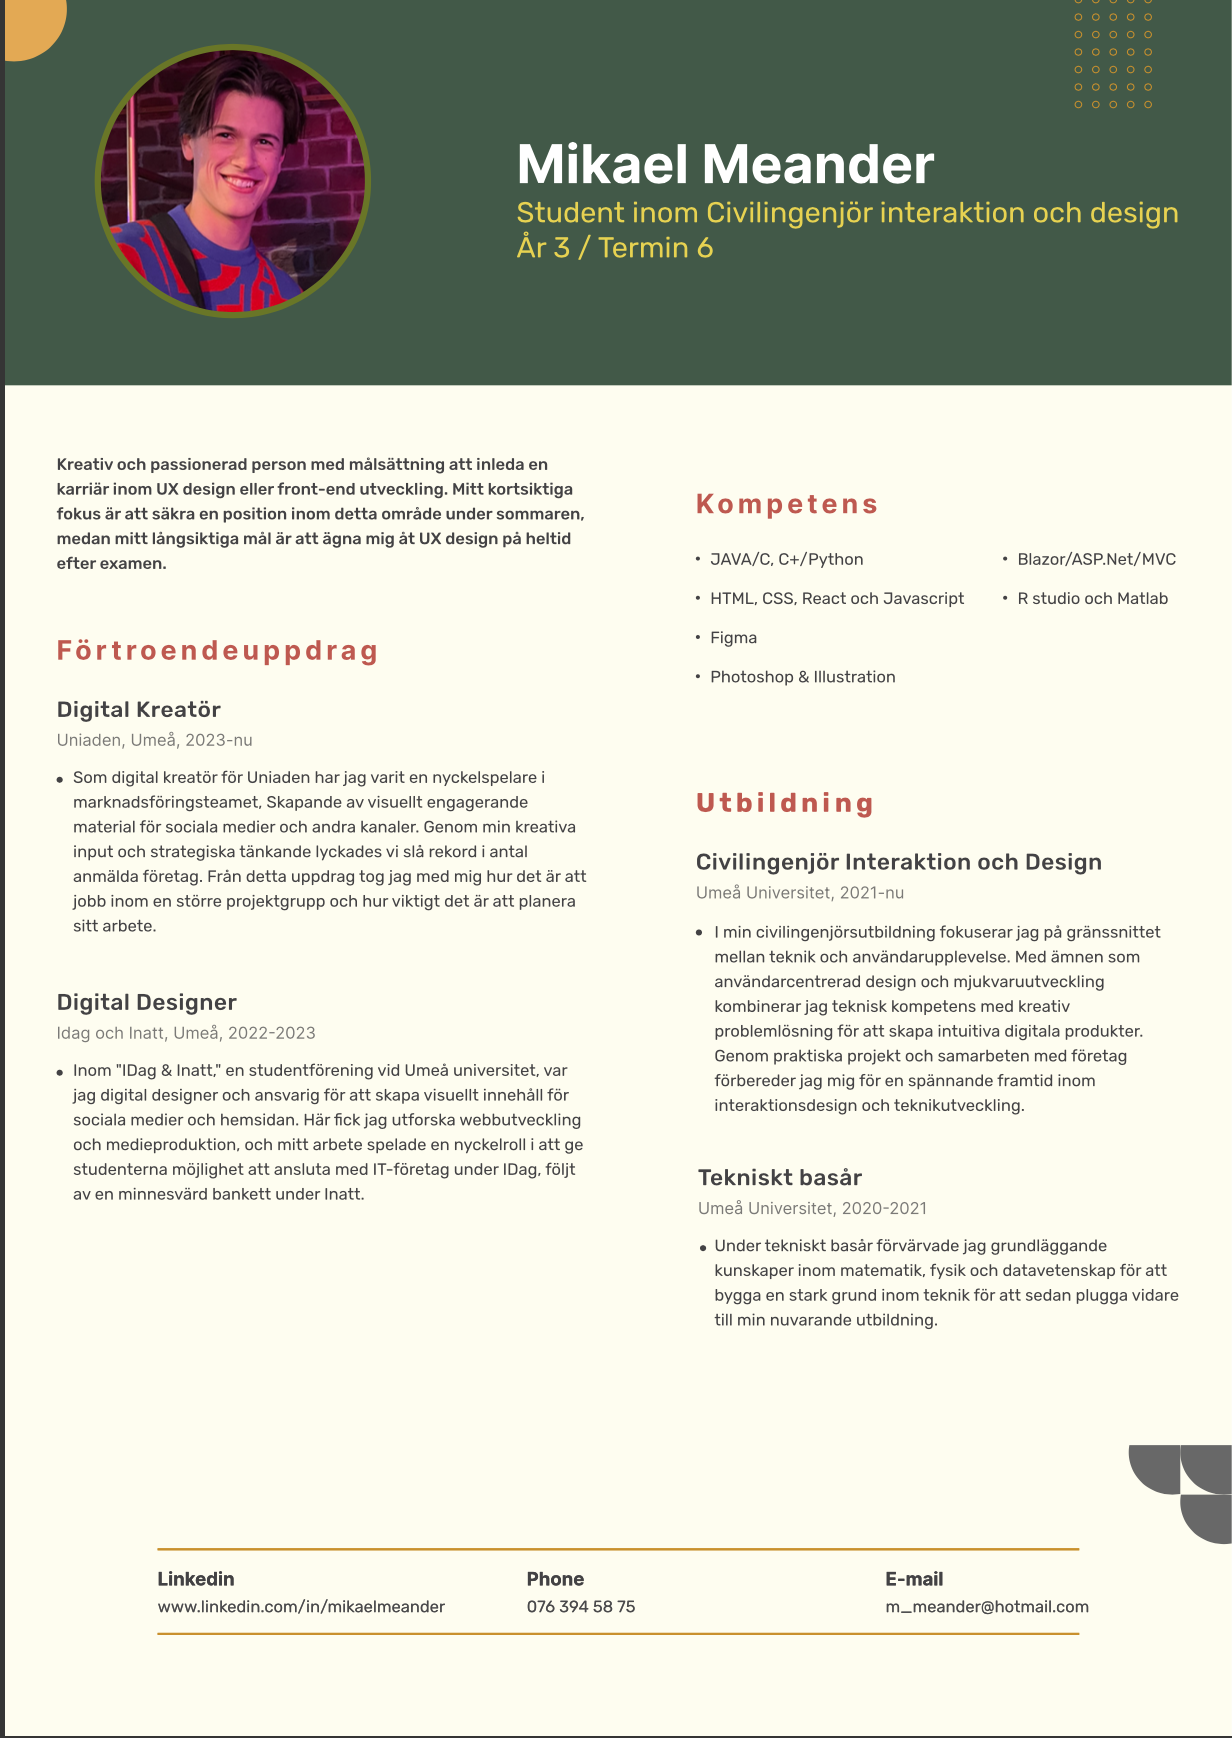 Mikael Meander
Student inom Civilingenjör interaktion och design
År 3 / Termin 6
Kreativ och passionerad person med målsättning att inleda en
karriär inom UX design eller front-end utveckling. Mitt kortsiktiga
fokus är att säkra en position inom detta område under sommaren,
medan mitt långsiktiga mål är att ägna mig åt UX design på heltid
efter examen.
Förtroendeuppdrag
Digital Kreatör
Uniaden, Umeå, 2023-nu
• Som digital kreatör för Uniaden har jag varit en nyckelspelare i
marknadsföringsteamet, Skapande av visuellt engagerande
material för sociala medier och andra kanaler. Genom min kreativa
input och strategiska tänkande lyckades vi slå rekord i antal
anmälda företag. Från detta uppdrag tog jag med mig hur det är att
jobb inom en större projektgrupp och hur viktigt det är att planera
sitt arbete.
Digital Designer
Idag och Inatt, Umeå, 2022-2023
• Inom "IDag & Inatt," en studentförening vid Umeå universitet, var
jag digital designer och ansvarig för att skapa visuellt innehåll för
sociala medier och hemsidan. Här fick jag utforska webbutveckling
och medieproduktion, och mitt arbete spelade en nyckelroll i att ge
studenterna möjlighet att ansluta med IT-företag under IDag, följt
av en minnesvärd bankett under Inatt.
Kompetens
• JAVA/C, C+/Python
• HTML, CSS, React och Javascript
• Figma
• Photoshop & Illustration
• Blazor/ASP.Net/MVC
• R studio och Matlab
Utbildning
Civilingenjör Interaktion och Design
Umeå Universitet, 2021-nu
• I min civilingenjörsutbildning fokuserar jag på gränssnittet
mellan teknik och användarupplevelse. Med ämnen som
användarcentrerad design och mjukvaruutveckling
kombinerar jag teknisk kompetens med kreativ
problemlösning för att skapa intuitiva digitala produkter.
Genom praktiska projekt och samarbeten med företag
förbereder jag mig för en spännande framtid inom
interaktionsdesign och teknikutveckling.
Tekniskt basår
Umeå Universitet, 2020-2021
• Under tekniskt basår förvärvade jag grundläggande
kunskaper inom matematik, fysik och datavetenskap för att
bygga en stark grund inom teknik för att sedan plugga vidare
till min nuvarande utbildning.
Linkedin
www.linkedin.com/in/mikaelmeander
Phone
076 394 58 75
E-mail
m_meander@hotmail.com